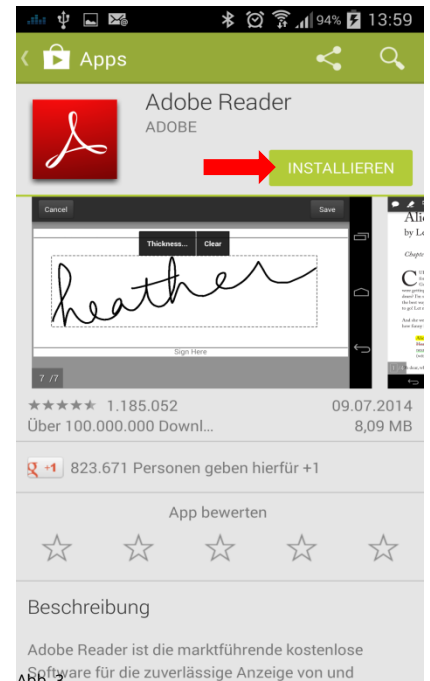 94% 13:59
Apps
Adobe Reader
ADOBE
INSTALLIEREN
Cancel
Save
Thickness...
Clear
heather
Sign Here
7 /7
Alic
by Le
Chapte
1.185.052
09.07.2014
Über 100.000.000 Downl...
8,09 MB
g +1 823.671 Personen geben hierfür +1
App bewerten
Beschreibung
Adobe Reader ist die marktführende kostenlose
Software für die zuverlässige Anzeige von und
Abb. 3